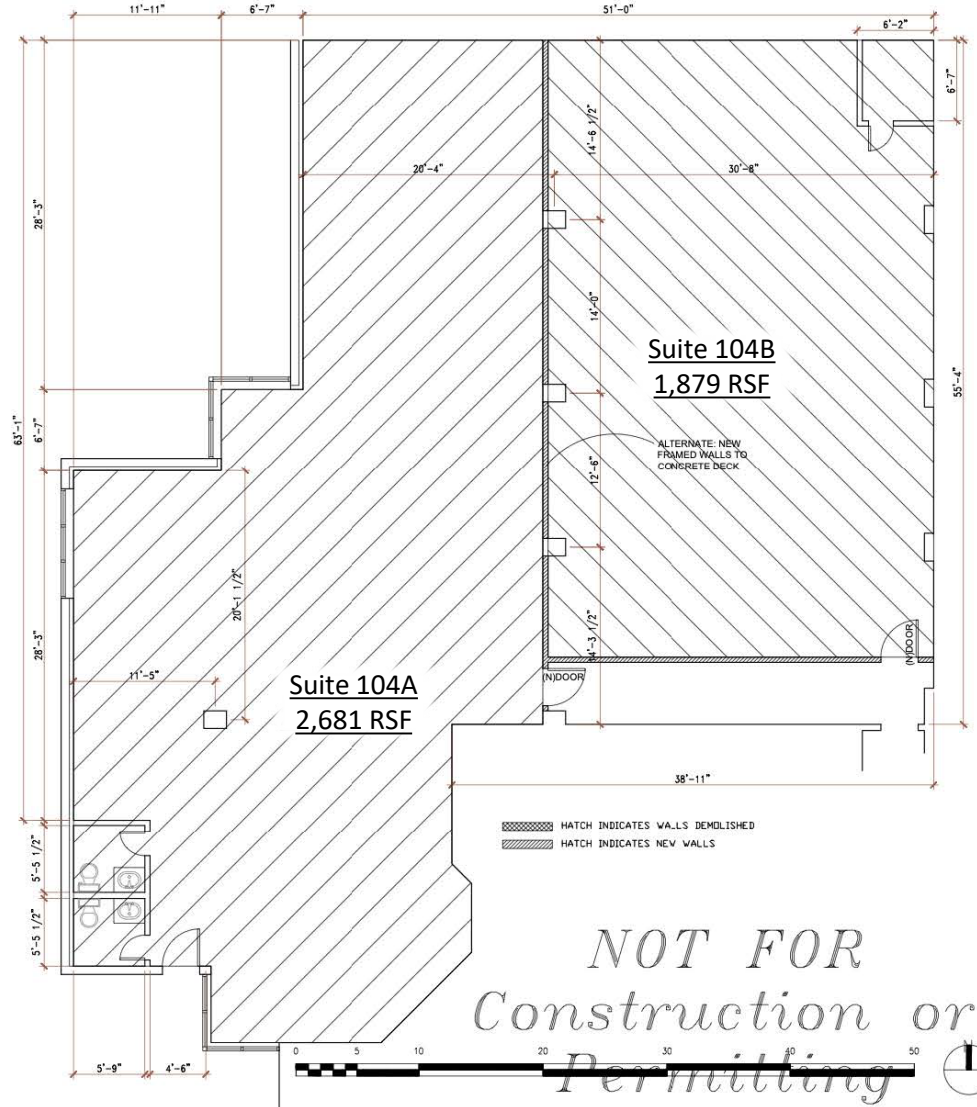 11'-11"
6'-7"
51'-0"
6'-2"
6'-7"
14'-6 1/2"
20'-4"
30'-8"
28'-3"
14'-0"
Suite 104B
1,879 RSF
55'-4"
63'-1"
6'-7"
ALTERNATE: NEW
FRAMED WALLS TO
CONCRETE DECK
12'-6"
20'-1 1/2"
28'-3"
14'-3 1/2"
(N)DOOR
11'-5"
(N)DOOR
Suite 104A
2,681 RSF
38'-11"
HATCH INDICATES WALLS DEMOLISHED
HATCH INDICATES NEW WALLS
5'-5 1/2"
5'-5 1/2"
NOT FOR
Construction or
Permitting
N
0 5 10 20 30 40 50
5'-9"
4'-6"